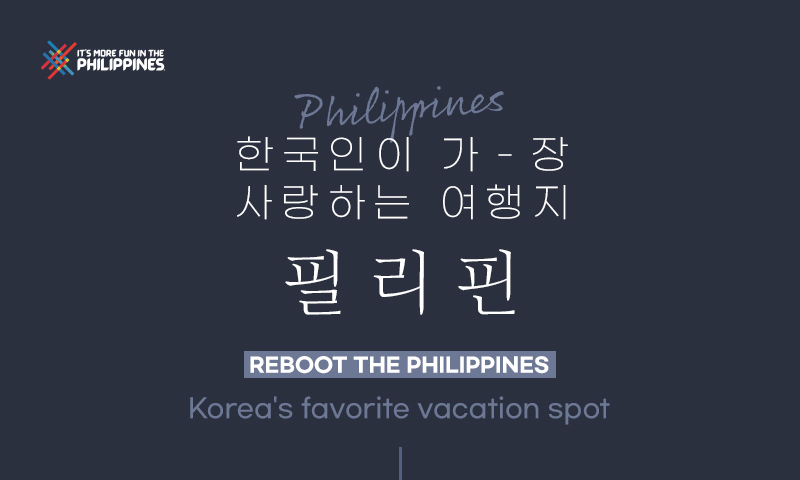 IT'S MORE FUN IN THE
PHILIPPINES
Philippines
한국인이 가-장
사랑하는 여행지
필리핀
REBOOT THE PHILIPPINES
Korea's favorite vacation spot